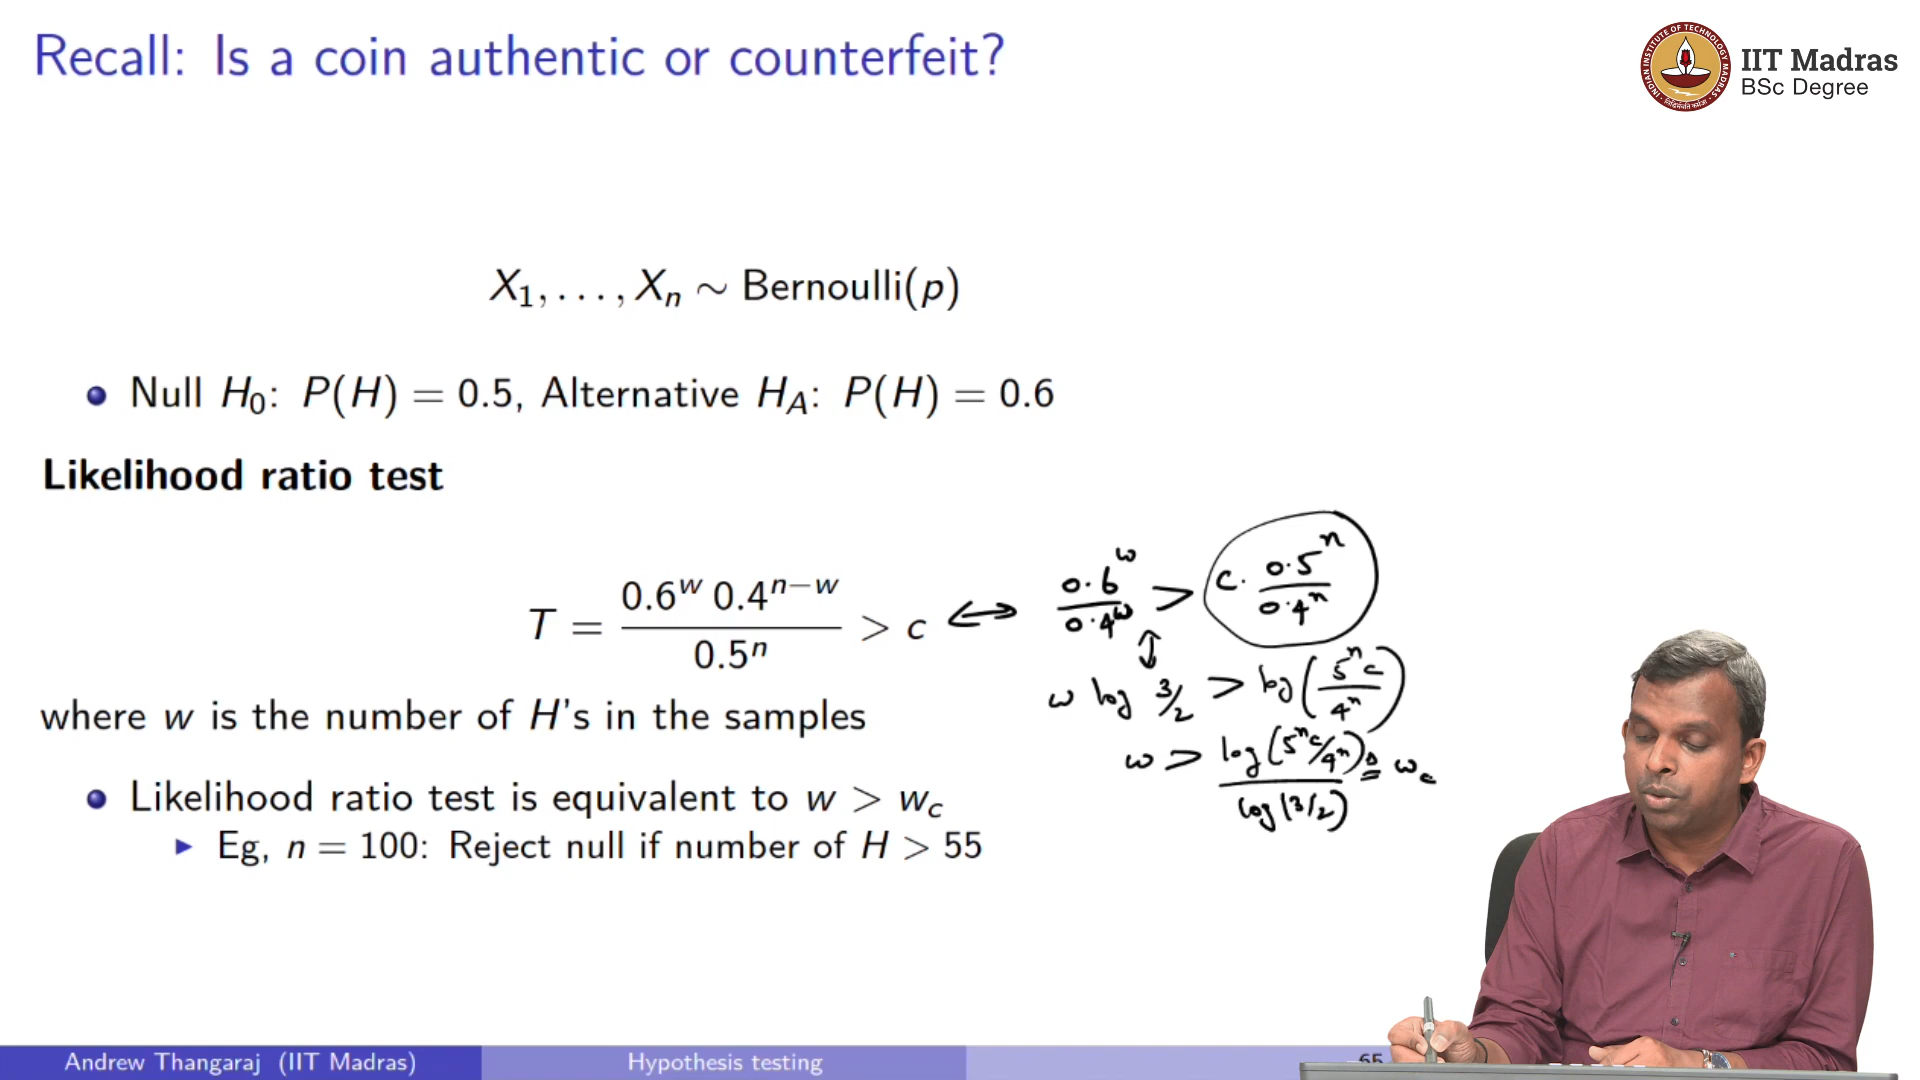 Recall: Is a coin authentic or counterfeit?
IIT Madras
BSc Degree
X₁, . . . , Xₙ ∼ Bernoulli(p)
Null H₀: P(H) = 0.5, Alternative H_A: P(H) = 0.6
Likelihood ratio test
T = 0.6^w 0.4^{n−w} / 0.5^n > c ⟷ 0.6^w / 0.4^w > c. 0.5^n / 0.4^n
w log 3/2 > log(5^n c / 4^n)
where w is the number of H's in the samples
w > log(5^n c/4^n) / log(3/2) ≜ w_c
Likelihood ratio test is equivalent to w > w_c
Eg, n = 100: Reject null if number of H > 55
Andrew Thangaraj (IIT Madras)
Hypothesis testing
65